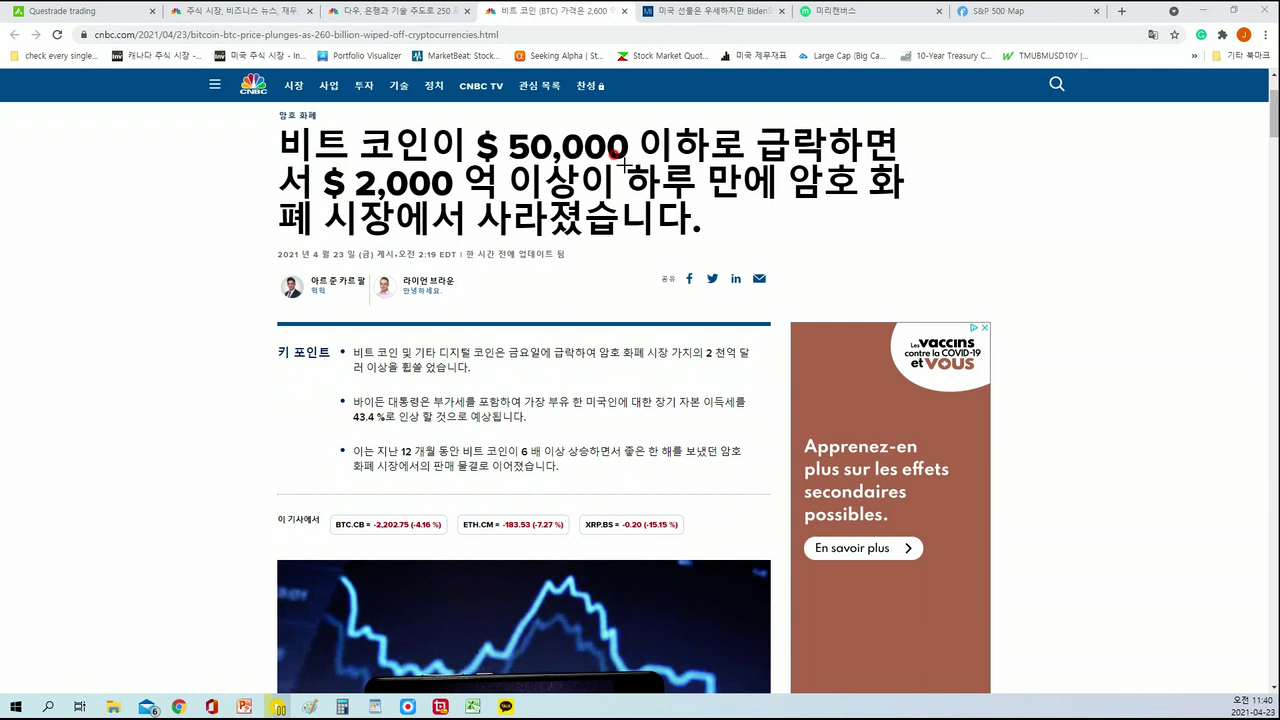 Questrade trading
주식 시장, 비즈니스 뉴스, 재무
다우, 은행과 기술 주도로 250
비트 코인 (BTC) 가격은 2,600
미국 선물은 우세하지만 Biden의
미리캔버스
S&P 500 Map
cnbc.com/2021/04/23/bitcoin-btc-price-plunges-as-260-billion-wiped-off-cryptocurrencies.html
check every single...
캐나다 주식 시장...
미국 주식 시장 - In...
Portfolio Visualizer
MarketBeat: Stock...
Seeking Alpha | St...
Stock Market Quot...
미국 제무재표
Large Cap (Big Ca...
10-Year Treasury C...
TMUBMUSD10Y |...
»
기타 북마크
CNBC
시장
사업
투자
기술
정치
CNBC TV
관심 목록
찬성
암호 화폐
비트 코인이 $ 50,000 이하로 급락하면
서 $ 2,000 억 이상이 하루 만에 암호 화
폐 시장에서 사라졌습니다.
2021 년 4 월 23 일 (금) 게시•오전 2:19 EDT | 한 시간 전에 업데이트 됨
아르 준 카르 팔
헉헉
라이언 브라운
안녕하세요.
공유
키 포인트
• 비트 코인 및 기타 디지털 코인은 금요일에 급락하여 암호 화폐 시장 가치의 2 천억 달
러 이상을 휩쓸 었습니다.
• 바이든 대통령은 부가세를 포함하여 가장 부유 한 미국인에 대한 장기 자본 이득세를
43.4 %로 인상 할 것으로 예상됩니다.
• 이는 지난 12 개월 동안 비트 코인이 6 배 이상 상승하면서 좋은 한 해를 보냈던 암호
화폐 시장에서의 판매 물결로 이어졌습니다.
이 기사에서
BTC.CB = -2,202.75 (-4.16 %)
ETH.CM = -183.53 (-7.27 %)
XRP.BS = -0.20 (-15.15 %)
Les vaccins
contre la COVID-19
et VOUS
Apprenez-en
plus sur les effets
secondaires
possibles.
En savoir plus
오전 11:40
2021-04-23